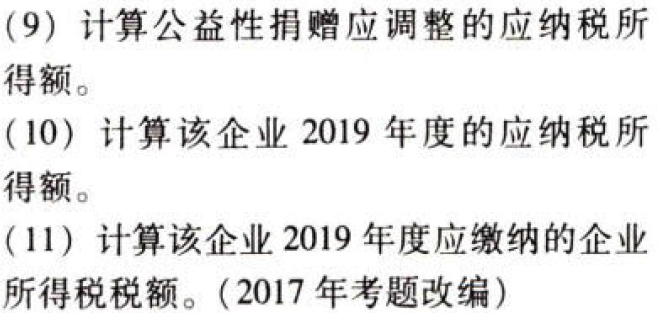 (9) 计算公益性捐赠应调整的应纳税所
得额。
(10) 计算该企业 2019 年度的应纳税所
得额。
(11) 计算该企业 2019 年度应缴纳的企业
所得税税额。(2017 年考题改编)